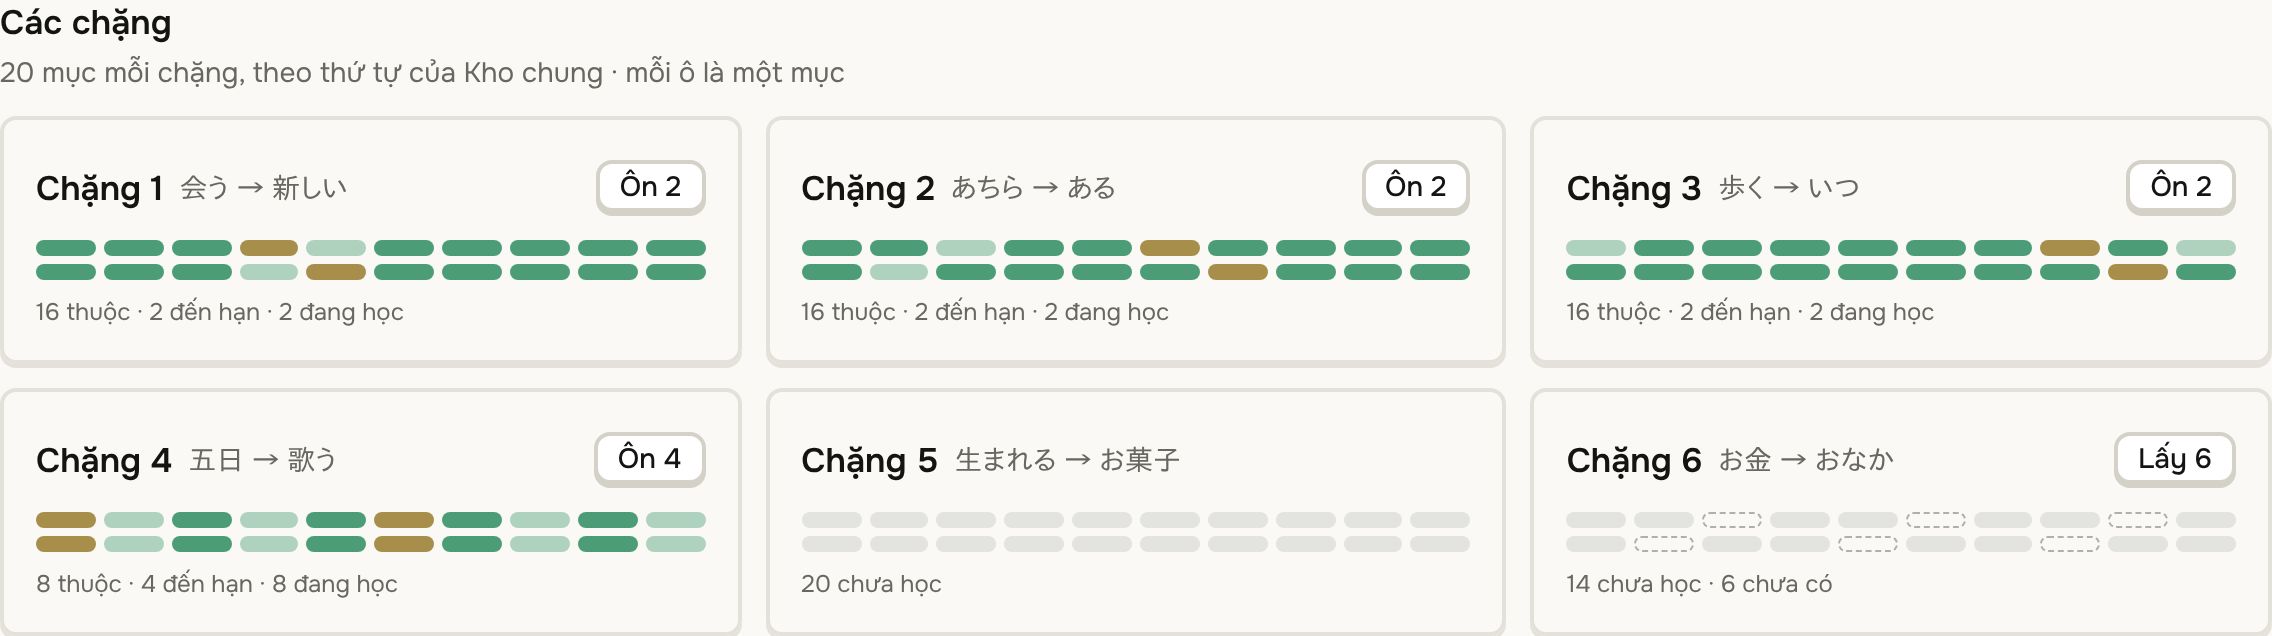 Các chặng
20 mục mỗi chặng, theo thứ tự của Kho chung · mỗi ô là một mục
Chặng 1 会う → 新しい Ôn 2
16 thuộc · 2 đến hạn · 2 đang học
Chặng 2 あちら → ある Ôn 2
16 thuộc · 2 đến hạn · 2 đang học
Chặng 3 歩く → いつ Ôn 2
16 thuộc · 2 đến hạn · 2 đang học
Chặng 4 五日 → 歌う Ôn 4
8 thuộc · 4 đến hạn · 8 đang học
Chặng 5 生まれる → お菓子
20 chưa học
Chặng 6 お金 → おなか Lấy 6
14 chưa học · 6 chưa có